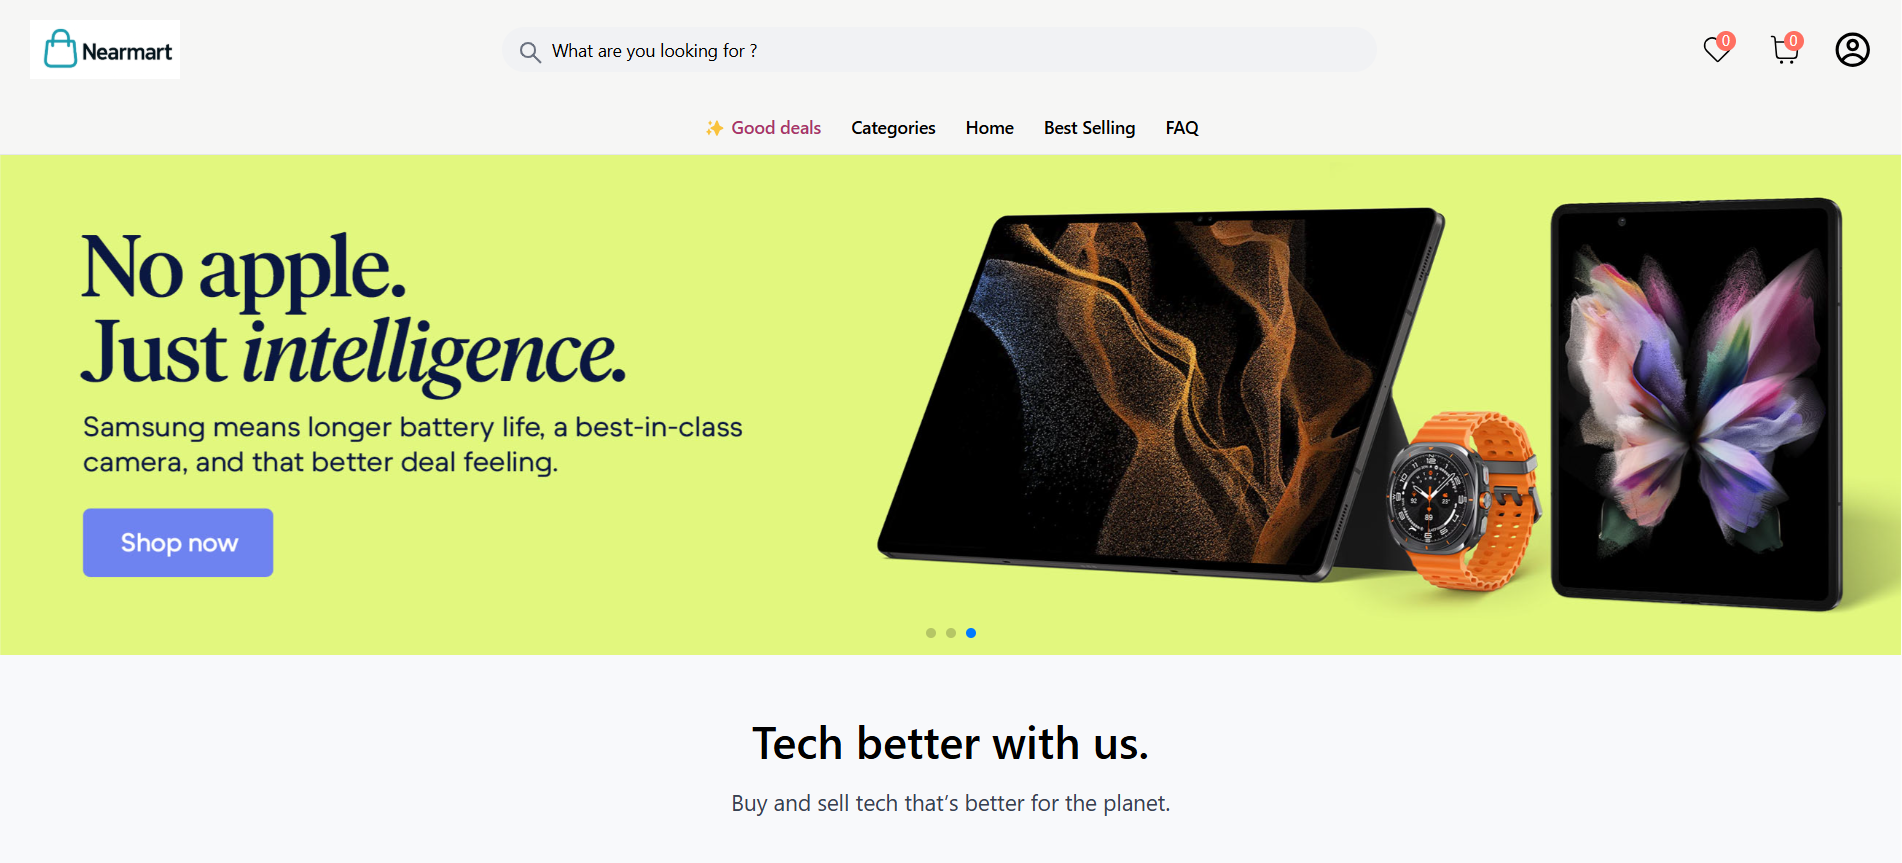 Nearmart
What are you looking for ?
0
0
✨ Good deals
Categories
Home
Best Selling
FAQ
No apple.
Just intelligence.
Samsung means longer battery life, a best-in-class
camera, and that better deal feeling.
Shop now
Tech better with us.
Buy and sell tech that’s better for the planet.